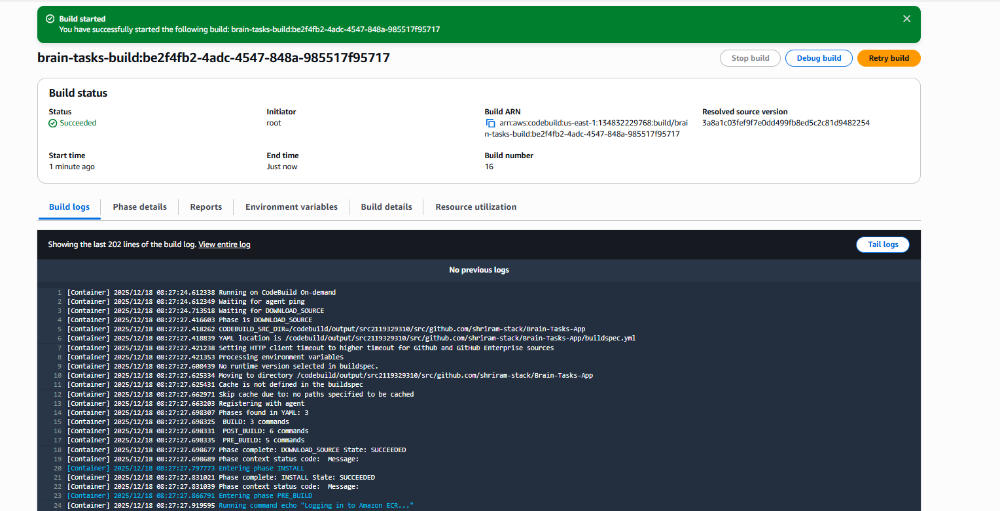 Build started
You have successfully started the following build: brain-tasks-build:be2f4fb2-4adc-4547-848a-985517f95717
brain-tasks-build:be2f4fb2-4adc-4547-848a-985517f95717
Stop build
Debug build
Retry build
Build status
Status
Succeeded
Initiator
root
Build ARN
arn:aws:codebuild:us-east-1:134832229768:build/brai
n-tasks-build:be2f4fb2-4adc-4547-848a-985517f95717
Resolved source version
3a8a1c03fef9f7e0dd499fb8ed5c2c81d9482254
Start time
1 minute ago
End time
Just now
Build number
16
Build logs
Phase details
Reports
Environment variables
Build details
Resource utilization
Showing the last 202 lines of the build log. View entire log
Tail logs
No previous logs
1 [Container] 2025/12/18 08:27:24.612338 Running on CodeBuild On-demand
2 [Container] 2025/12/18 08:27:24.612349 Waiting for agent ping
3 [Container] 2025/12/18 08:27:24.713518 Waiting for DOWNLOAD_SOURCE
4 [Container] 2025/12/18 08:27:27.416603 Phase is DOWNLOAD_SOURCE
5 [Container] 2025/12/18 08:27:27.418262 CODEBUILD_SRC_DIR=/codebuild/output/src2119329310/src/github.com/shriram-stack/Brain-Tasks-App
6 [Container] 2025/12/18 08:27:27.418839 YAML location is /codebuild/output/src2119329310/src/github.com/shriram-stack/Brain-Tasks-App/buildspec.yml
7 [Container] 2025/12/18 08:27:27.421238 Setting HTTP client timeout to higher timeout for Github and GitHub Enterprise sources
8 [Container] 2025/12/18 08:27:27.421353 Processing environment variables
9 [Container] 2025/12/18 08:27:27.608439 No runtime version selected in buildspec.
10 [Container] 2025/12/18 08:27:27.625334 Moving to directory /codebuild/output/src2119329310/src/github.com/shriram-stack/Brain-Tasks-App
11 [Container] 2025/12/18 08:27:27.625431 Cache is not defined in the buildspec
12 [Container] 2025/12/18 08:27:27.662971 Skip cache due to: no paths specified to be cached
13 [Container] 2025/12/18 08:27:27.663203 Registering with agent
14 [Container] 2025/12/18 08:27:27.698307 Phases found in YAML: 3
15 [Container] 2025/12/18 08:27:27.698325  BUILD: 3 commands
16 [Container] 2025/12/18 08:27:27.698331  POST_BUILD: 6 commands
17 [Container] 2025/12/18 08:27:27.698335  PRE_BUILD: 5 commands
18 [Container] 2025/12/18 08:27:27.698677 Phase complete: DOWNLOAD_SOURCE State: SUCCEEDED
19 [Container] 2025/12/18 08:27:27.698689 Phase context status code:  Message:
20 [Container] 2025/12/18 08:27:27.797773 Entering phase INSTALL
21 [Container] 2025/12/18 08:27:27.831021 Phase complete: INSTALL State: SUCCEEDED
22 [Container] 2025/12/18 08:27:27.831039 Phase context status code:  Message:
23 [Container] 2025/12/18 08:27:27.866791 Entering phase PRE_BUILD
24 [Container] 2025/12/18 08:27:27.919595 Running command echo "Logging in to Amazon ECR..."